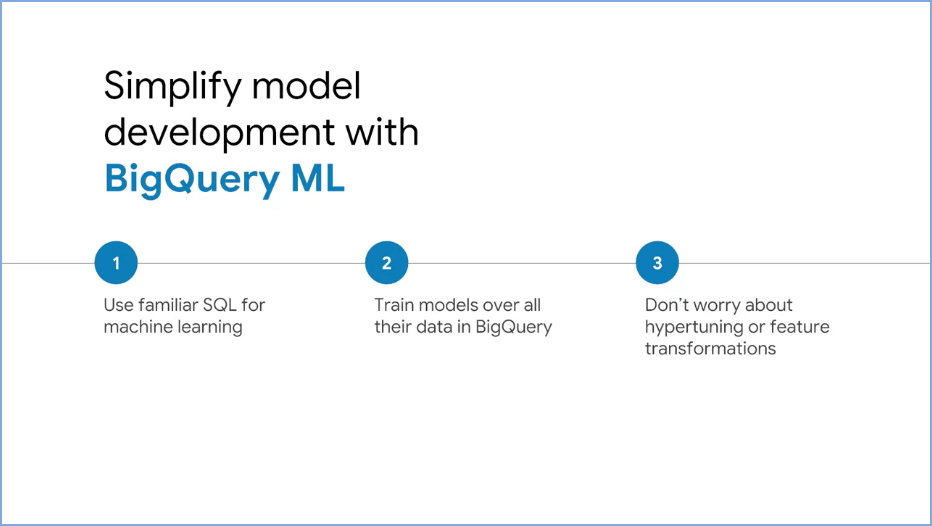 Simplify model
development with
BigQuery ML
1
Use familiar SQL for
machine learning
2
Train models over all
their data in BigQuery
3
Don’t worry about
hypertuning or feature
transformations